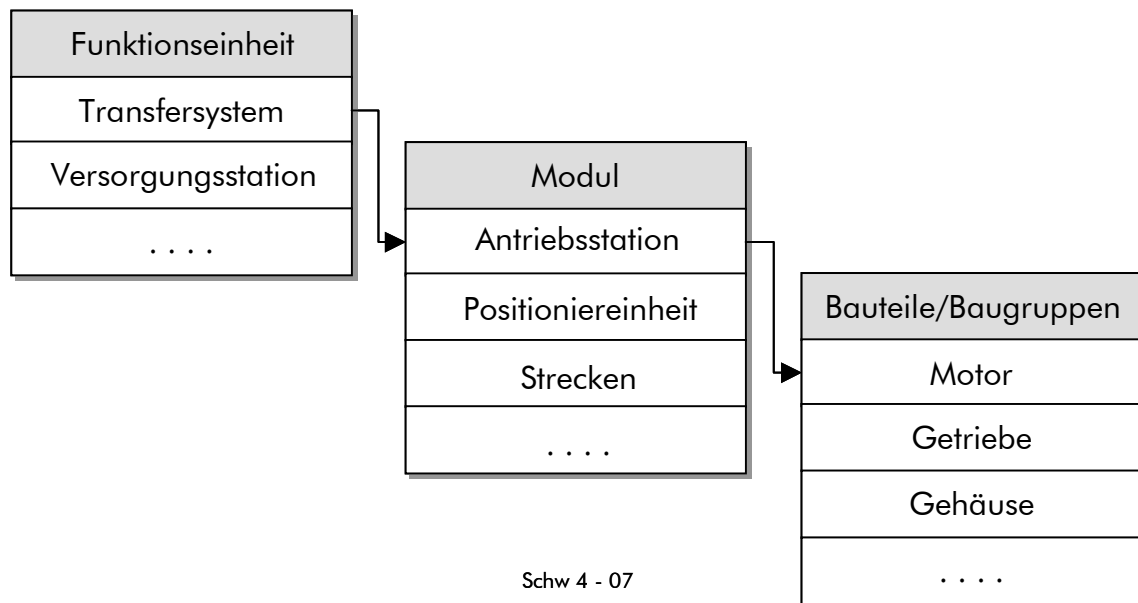 Funktionseinheit
Transfersystem
Versorgungsstation
. . . .
Modul
Antriebsstation
Positioniereinheit
Strecken
. . . .
Bauteile/Baugruppen
Motor
Getriebe
Gehäuse
. . . .
Schw 4 - 07